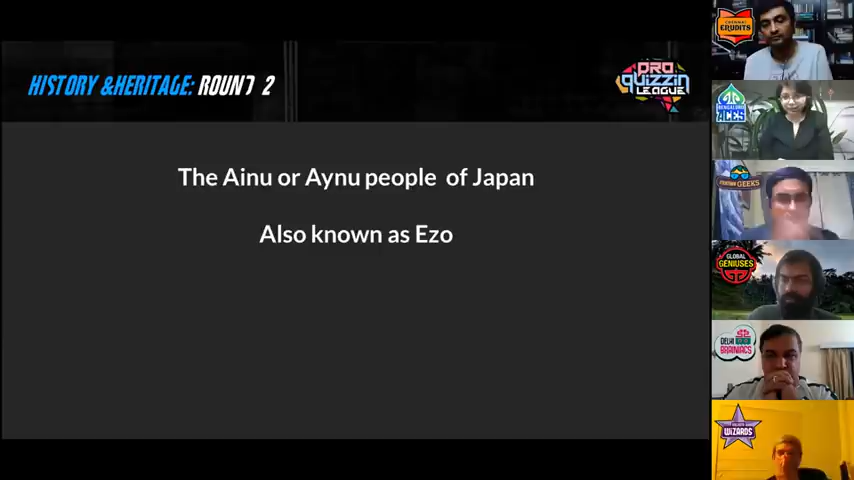 HISTORY &HERITAGE: ROUND 2
PRO
QUIZZIN
LEAGUE
The Ainu or Aynu people of Japan
Also known as Ezo
CHENNAI
ERUDITS
BENGALURU
ACES
GEEKS
GLOBAL
GENIUSES
DELHI
BRAINIACS
WIZARDS